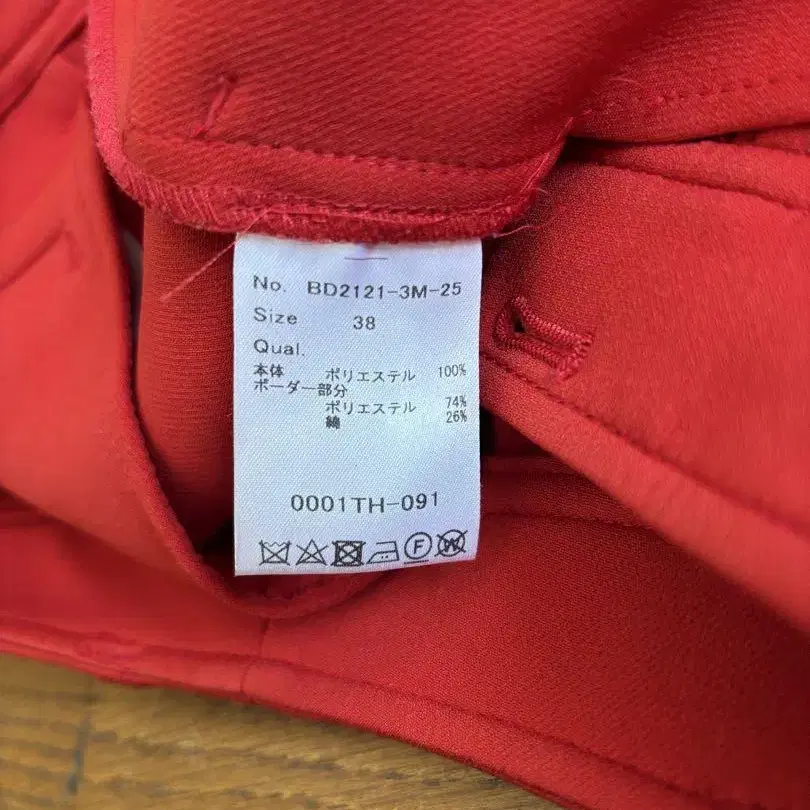 No. BD2121-3M-25
Size 38
Qual.
本体 ポリエステル 100%
ボーダー部分
ポリエステル 74%
綿 26%
0001TH-091
F W